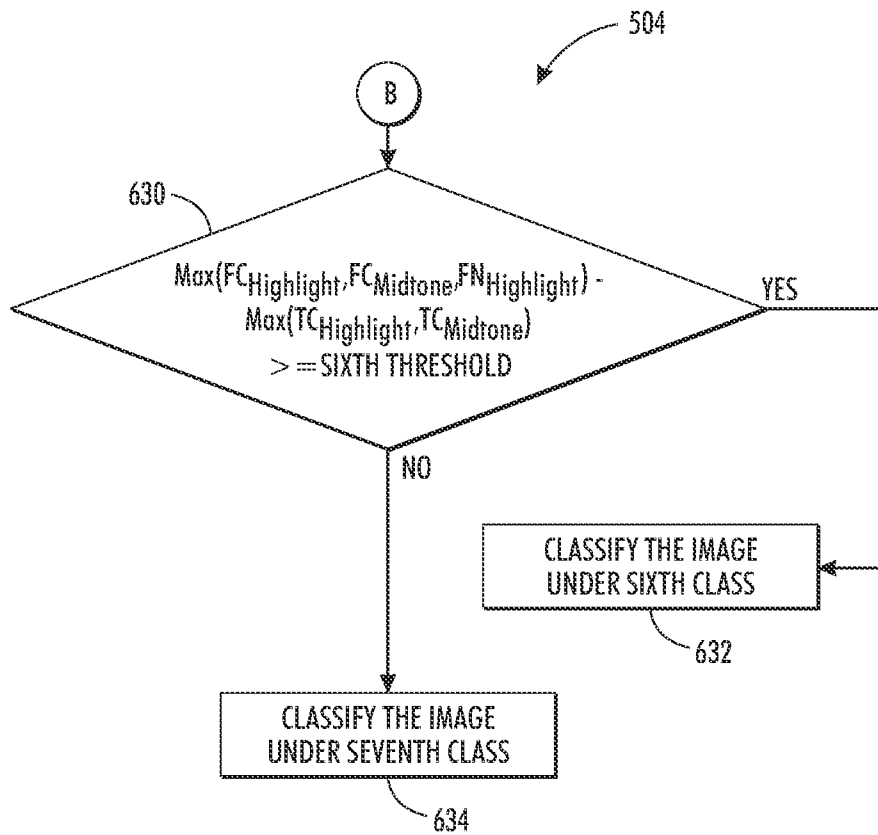 504
B
630
Max(FCHighlight,FCMidtone,FNHighlight) -
Max(TCHighlight,TCMidtone)
>=SIXTH THRESHOLD
YES
NO
CLASSIFY THE IMAGE
UNDER SIXTH CLASS
632
CLASSIFY THE IMAGE
UNDER SEVENTH CLASS
634